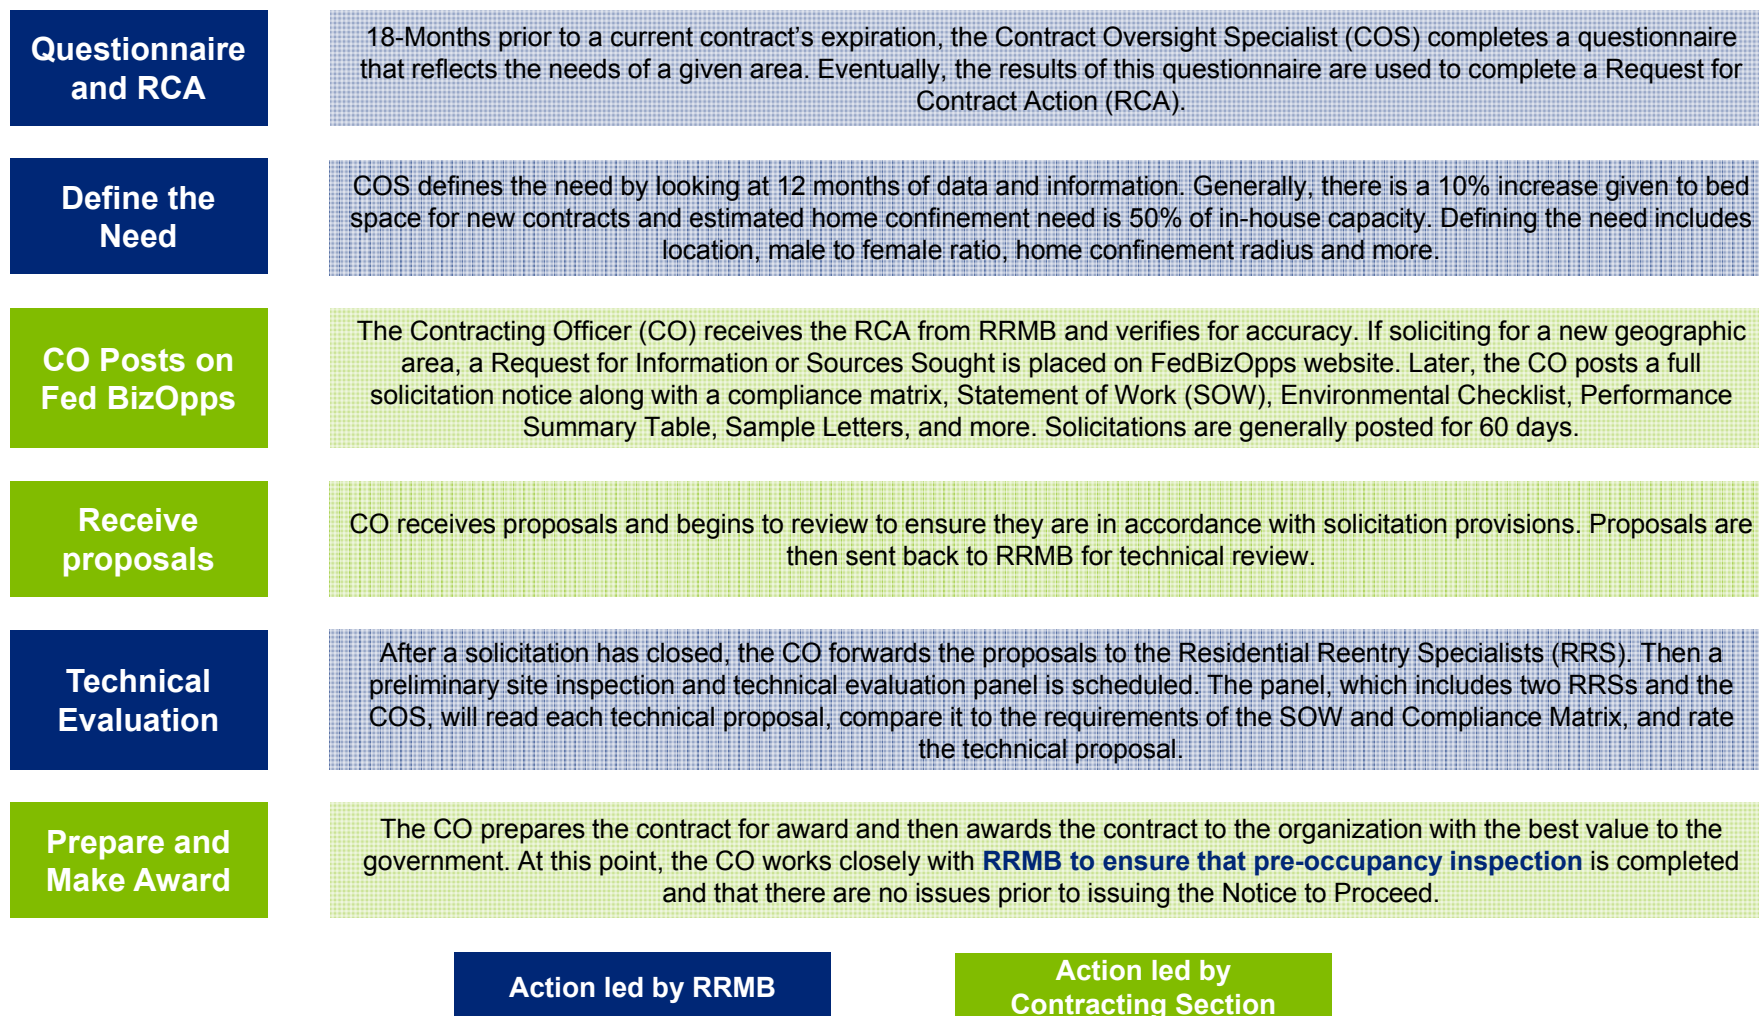 Questionnaire
and RCA
18-Months prior to a current contract's expiration, the Contract Oversight Specialist (COS) completes a questionnaire
that reflects the needs of a given area. Eventually, the results of this questionnaire are used to complete a Request for
Contract Action (RCA).
Define the
Need
COS defines the need by looking at 12 months of data and information. Generally, there is a 10% increase given to bed
space for new contracts and estimated home confinement need is 50% of in-house capacity. Defining the need includes
location, male to female ratio, home confinement radius and more.
CO Posts on
Fed BizOpps
The Contracting Officer (CO) receives the RCA from RRMB and verifies for accuracy. If soliciting for a new geographic
area, a Request for Information or Sources Sought is placed on FedBizOpps website. Later, the CO posts a full
solicitation notice along with a compliance matrix, Statement of Work (SOW), Environmental Checklist, Performance
Summary Table, Sample Letters, and more. Solicitations are generally posted for 60 days.
Receive
proposals
CO receives proposals and begins to review to ensure they are in accordance with solicitation provisions. Proposals are
then sent back to RRMB for technical review.
Technical
Evaluation
After a solicitation has closed, the CO forwards the proposals to the Residential Reentry Specialists (RRS). Then a
preliminary site inspection and technical evaluation panel is scheduled. The panel, which includes two RRSs and the
COS, will read each technical proposal, compare it to the requirements of the SOW and Compliance Matrix, and rate
the technical proposal.
Prepare and
Make Award
The CO prepares the contract for award and then awards the contract to the organization with the best value to the
government. At this point, the CO works closely with RRMB to ensure that pre-occupancy inspection is completed
and that there are no issues prior to issuing the Notice to Proceed.
Action led by RRMB
Action led by
Contracting Section